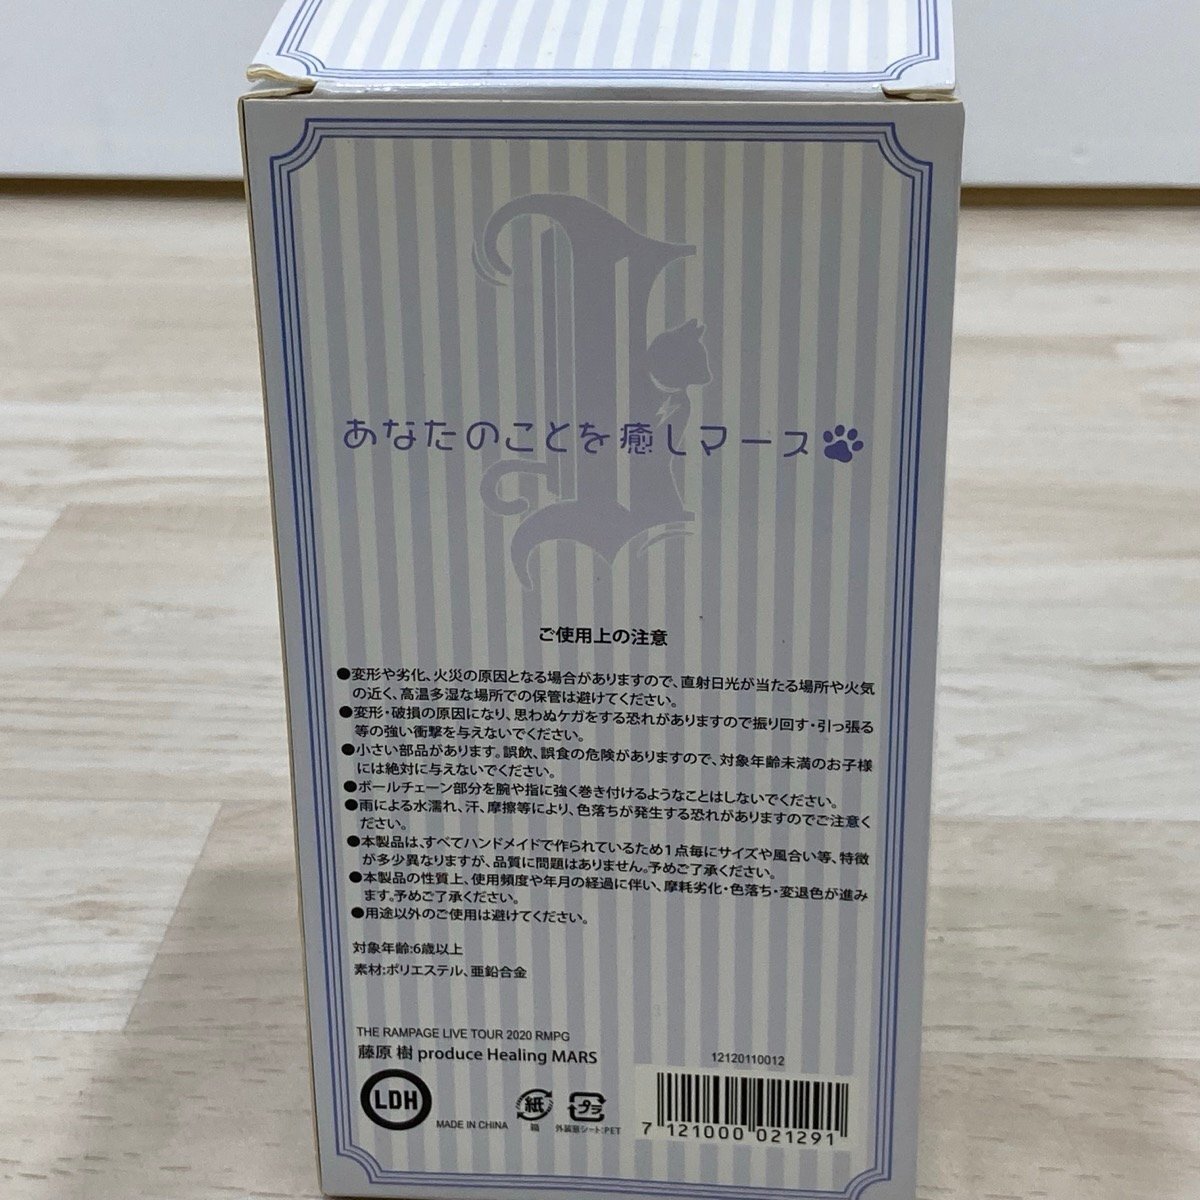 あなたのことを癒しマース
ご使用上の注意
●変形や劣化、火災の原因となる場合がありますので、直射日光が当たる場所や火気
の近く、高温多湿な場所での保管は避けてください。
●変形・破損の原因になり、思わぬケガをする恐れがありますので振り回す・引っ張る
等の強い衝撃を与えないでください。
●小さい部品があります。誤飲、誤食の危険がありますので、対象年齢未満のお子様
には絶対に与えないでください。
●ボールチェーン部分を腕や指に強く巻き付けるようなことはしないでください。
●雨による水濡れ、汗、摩擦等により、色落ちが発生する恐れがありますのでご注意く
ださい。
●本製品は、すべてハンドメイドで作られているため1点毎にサイズや風合い等、特徴
が多少異なりますが、品質に問題はありません。予めご了承ください。
●本製品の性質上、使用頻度や年月の経過に伴い、摩耗劣化・色落ち・変退色が進み
ます。予めご了承ください。
●用途以外のご使用は避けてください。
対象年齢:6歳以上
素材:ポリエステル、亜鉛合金
THE RAMPAGE LIVE TOUR 2020 RMPG
藤原 樹 produce Healing MARS
12120110012
LDH
MADE IN CHINA
紙
箱
プラ
外装窓シート:PET
7 121000 021291